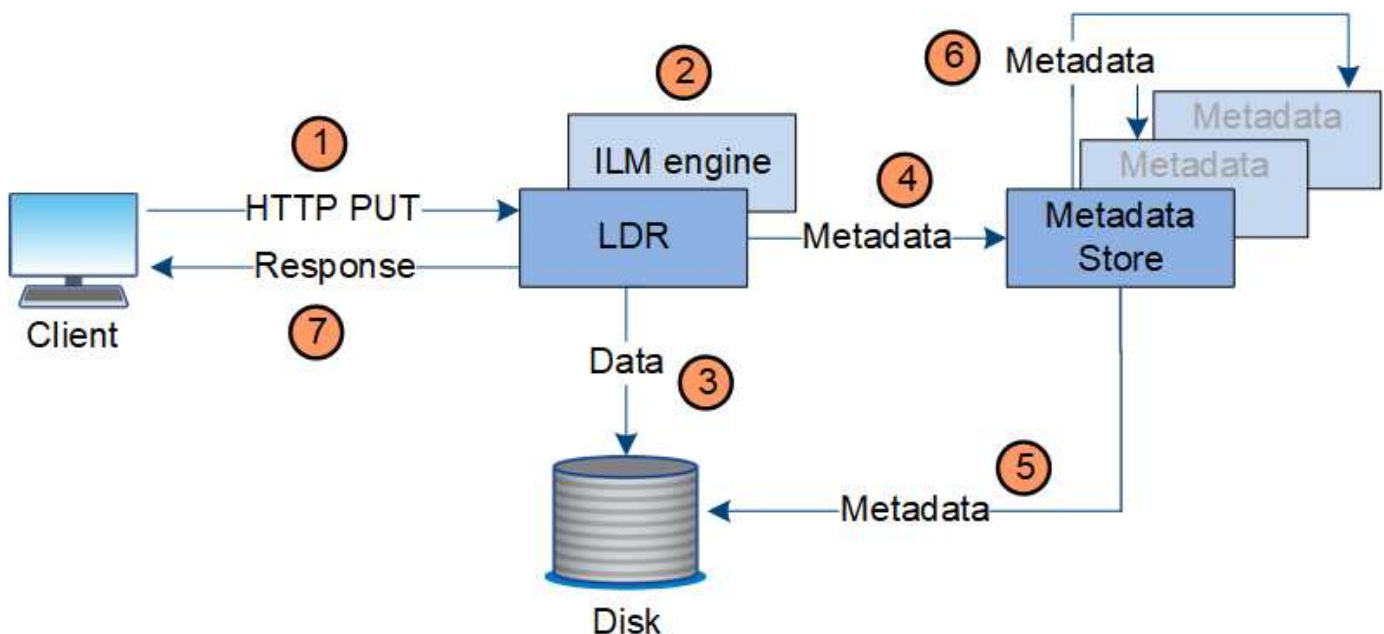 6
Metadata
2
Metadata
1
ILM engine
Metadata
4
HTTP PUT
LDR
Metadata
Metadata
Store
Response
7
Client
Data
3
5
Metadata
Disk